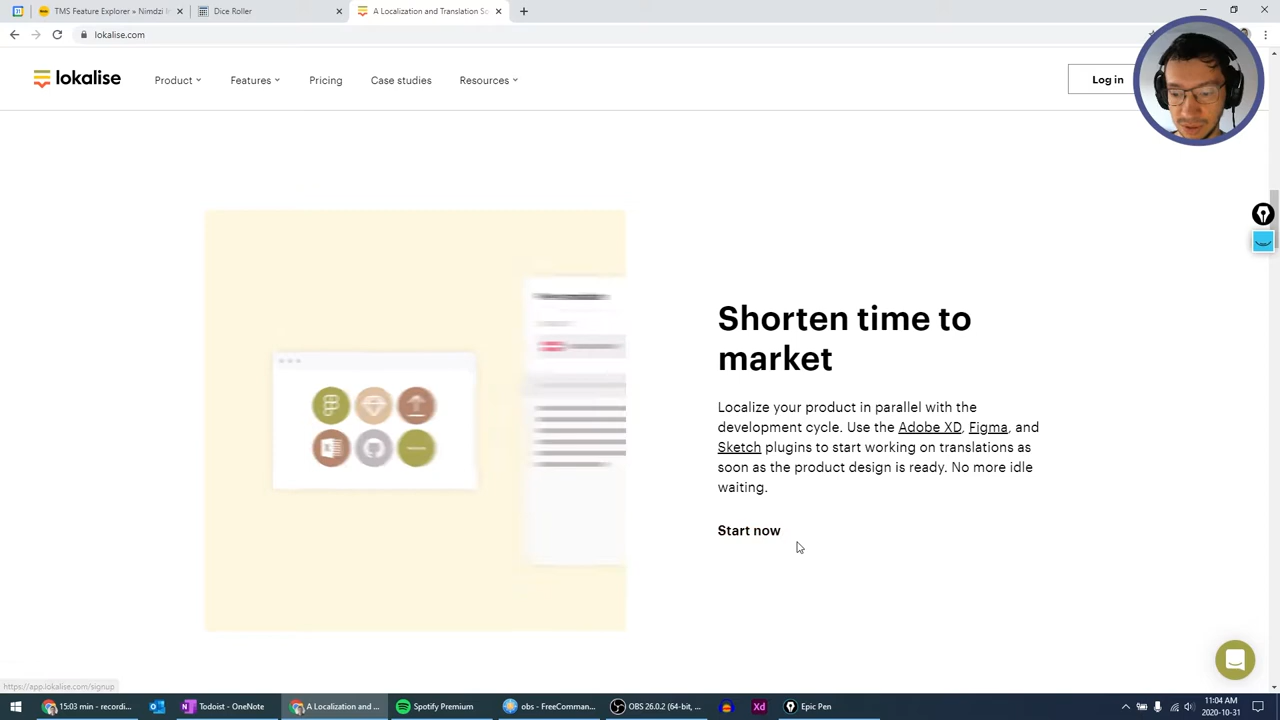 TMS Feature Explorer » Nimdzi In
Dice Roller
A Localization and Translation So
lokalise.com
lokalise
Product
Features
Pricing
Case studies
Resources
Log in
Shorten time to
market
Localize your product in parallel with the
development cycle. Use the Adobe XD, Figma, and
Sketch plugins to start working on translations as
soon as the product design is ready. No more idle
waiting.
Start now
https://app.lokalise.com/signup
15:03 min - recordi...
Todoist - OneNote
A Localization and ...
Spotify Premium
obs - FreeComman...
OBS 26.0.2 (64-bit, ...
Xd
Epic Pen
11:04 AM
2020-10-31